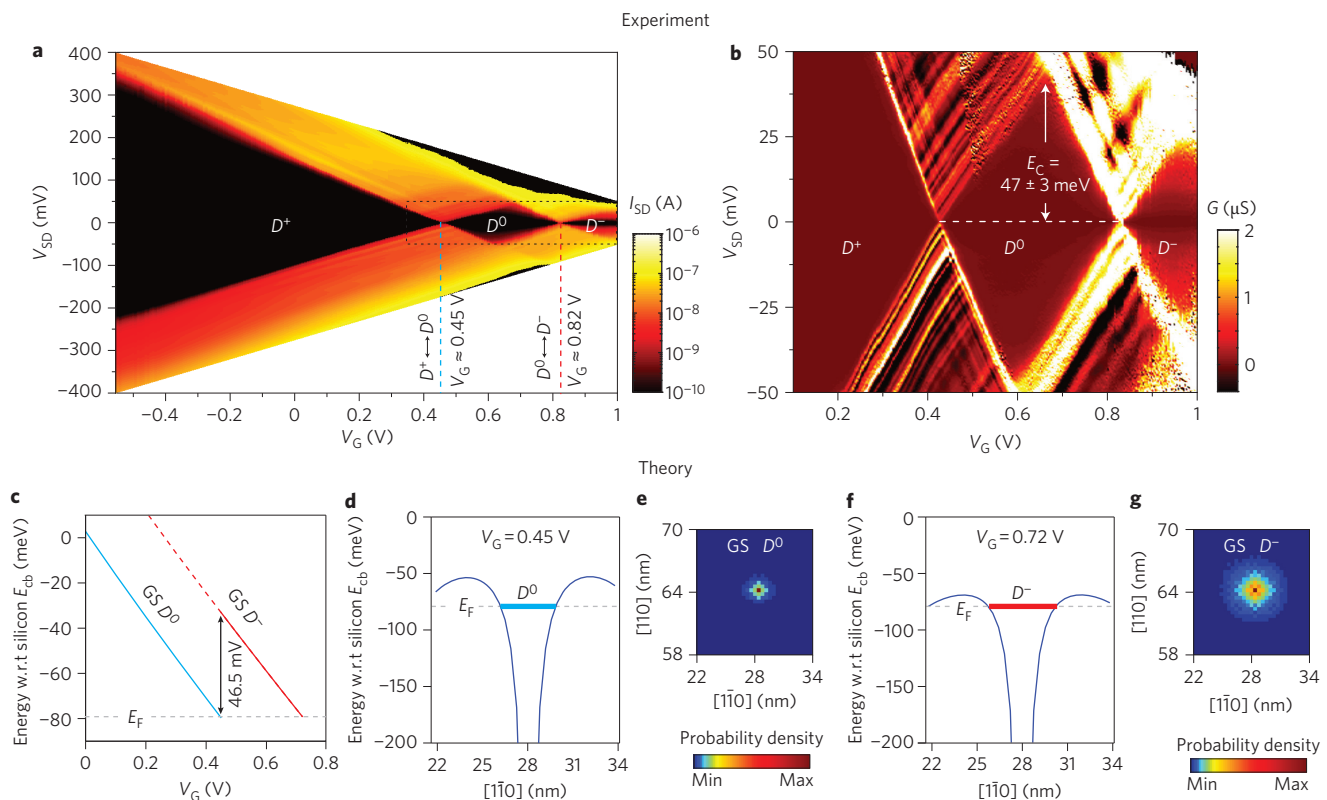 Experiment
a
400
300
200
100
0
−100
−200
−300
−400
V_SD (mV)
−0.4
−0.2
0
0.2
0.4
0.6
0.8
1
V_G (V)
D⁺
D⁰
D⁻
D⁺ ⟷ D⁰
V_G ≈ 0.45 V
D⁰ ⟷ D⁻
V_G ≈ 0.82 V
I_SD (A)
10⁻⁶
10⁻⁷
10⁻⁸
10⁻⁹
10⁻¹⁰
b
50
25
0
−25
−50
V_SD (mV)
0.2
0.4
0.6
0.8
1
V_G (V)
E_C =
47 ± 3 meV
D⁺
D⁰
D⁻
G (μS)
2
1
0
Theory
c
0
−20
−40
−60
−80
Energy w.r.t silicon E_cb (meV)
0
0.2
0.4
0.6
0.8
V_G (V)
GS D⁰
GS D⁻
46.5 mV
E_F
d
0
−50
−100
−150
−200
Energy w.r.t silicon E_cb (meV)
22
25
28
31
34
[11̄0] (nm)
V_G = 0.45 V
D⁰
E_F
e
70
64
58
[110] (nm)
22
28
34
[11̄0] (nm)
GS D⁰
Probability density
Min
Max
f
0
−50
−100
−150
−200
Energy w.r.t silicon E_cb (meV)
22
25
28
31
34
[11̄0] (nm)
V_G = 0.72 V
D⁻
E_F
g
70
64
58
[110] (nm)
22
28
34
[11̄0] (nm)
GS D⁻
Probability density
Min
Max